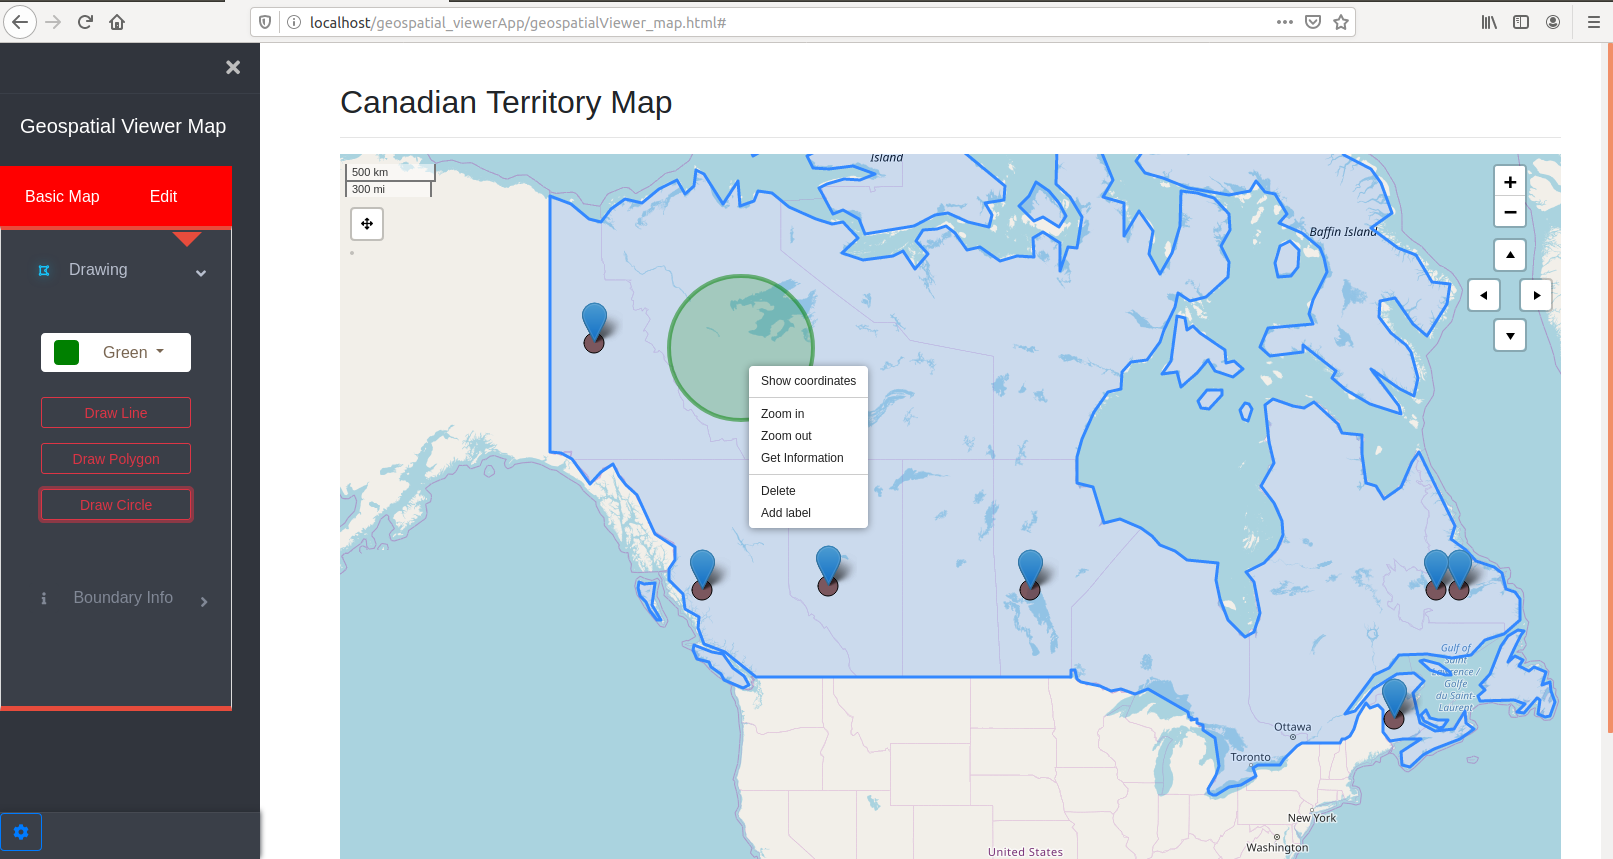 localhost/geospatial_viewerApp/geospatialViewer_map.html#
Geospatial Viewer Map
Basic Map
Edit
Drawing
Green
Draw Line
Draw Polygon
Draw Circle
Boundary Info
Canadian Territory Map
500 km
300 mi
Island
Baffin Island
+
−
Show coordinates
Zoom in
Zoom out
Get Information
Delete
Add label
Gulf of
Saint
Lawrence /
Golfe
du Saint-
Laurent
Ottawa
Toronto
New York
Washington
United States